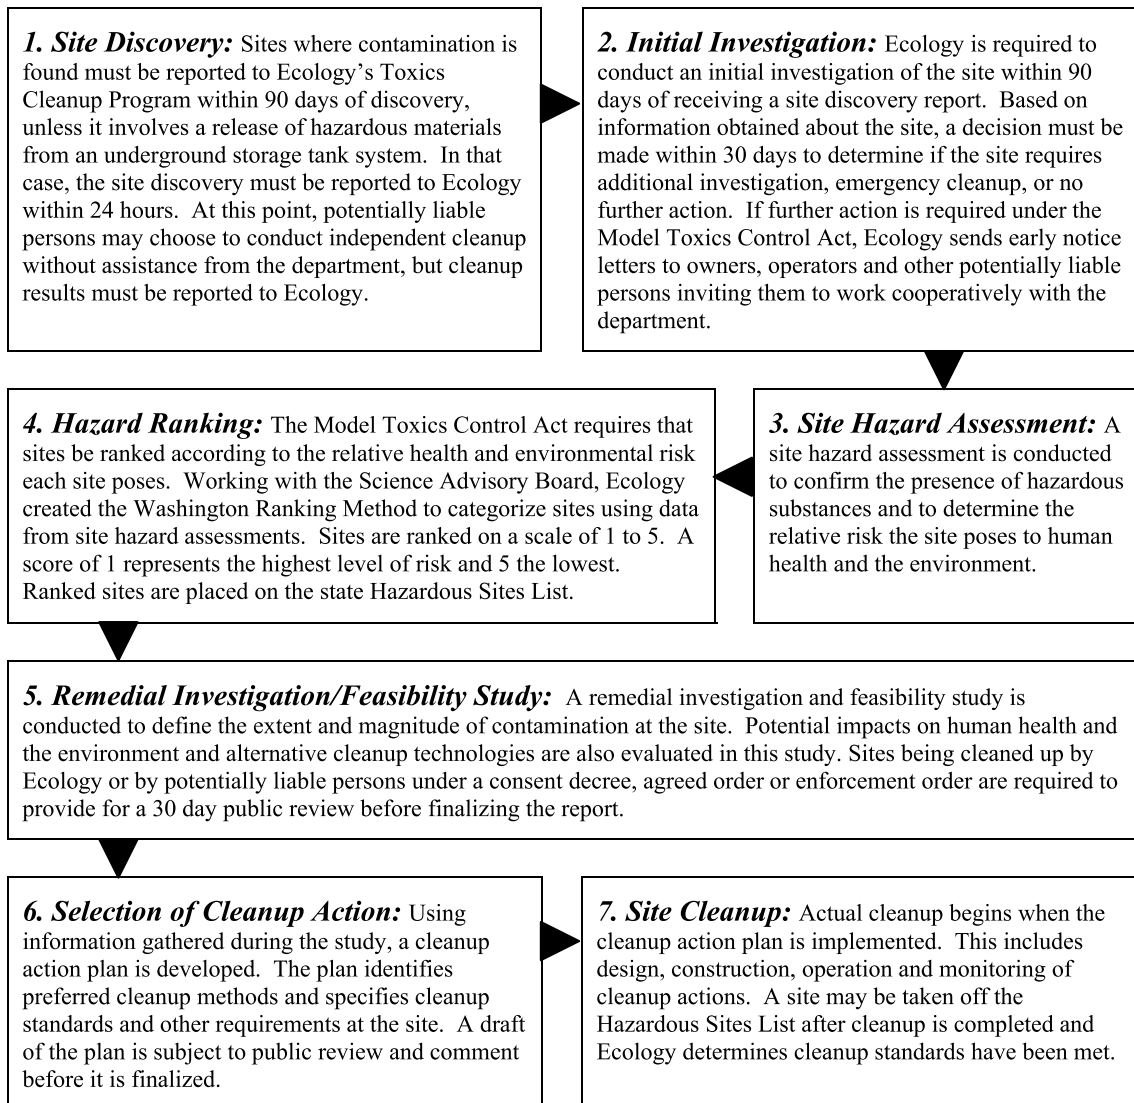 1. Site Discovery: Sites where contamination is
found must be reported to Ecology's Toxics
Cleanup Program within 90 days of discovery,
unless it involves a release of hazardous materials
from an underground storage tank system.  In that
case, the site discovery must be reported to Ecology
within 24 hours.  At this point, potentially liable
persons may choose to conduct independent cleanup
without assistance from the department, but cleanup
results must be reported to Ecology.
2. Initial Investigation: Ecology is required to
conduct an initial investigation of the site within 90
days of receiving a site discovery report.  Based on
information obtained about the site, a decision must be
made within 30 days to determine if the site requires
additional investigation, emergency cleanup, or no
further action.  If further action is required under the
Model Toxics Control Act, Ecology sends early notice
letters to owners, operators and other potentially liable
persons inviting them to work cooperatively with the
department.
3. Site Hazard Assessment: A
site hazard assessment is conducted
to confirm the presence of hazardous
substances and to determine the
relative risk the site poses to human
health and the environment.
4. Hazard Ranking: The Model Toxics Control Act requires that
sites be ranked according to the relative health and environmental risk
each site poses.  Working with the Science Advisory Board, Ecology
created the Washington Ranking Method to categorize sites using data
from site hazard assessments.  Sites are ranked on a scale of 1 to 5.  A
score of 1 represents the highest level of risk and 5 the lowest.
Ranked sites are placed on the state Hazardous Sites List.
5. Remedial Investigation/Feasibility Study:  A remedial investigation and feasibility study is
conducted to define the extent and magnitude of contamination at the site.  Potential impacts on human health and
the environment and alternative cleanup technologies are also evaluated in this study. Sites being cleaned up by
Ecology or by potentially liable persons under a consent decree, agreed order or enforcement order are required to
provide for a 30 day public review before finalizing the report.
6. Selection of Cleanup Action: Using
information gathered during the study, a cleanup
action plan is developed.  The plan identifies
preferred cleanup methods and specifies cleanup
standards and other requirements at the site.  A draft
of the plan is subject to public review and comment
before it is finalized.
7. Site Cleanup: Actual cleanup begins when the
cleanup action plan is implemented.  This includes
design, construction, operation and monitoring of
cleanup actions.  A site may be taken off the
Hazardous Sites List after cleanup is completed and
Ecology determines cleanup standards have been met.